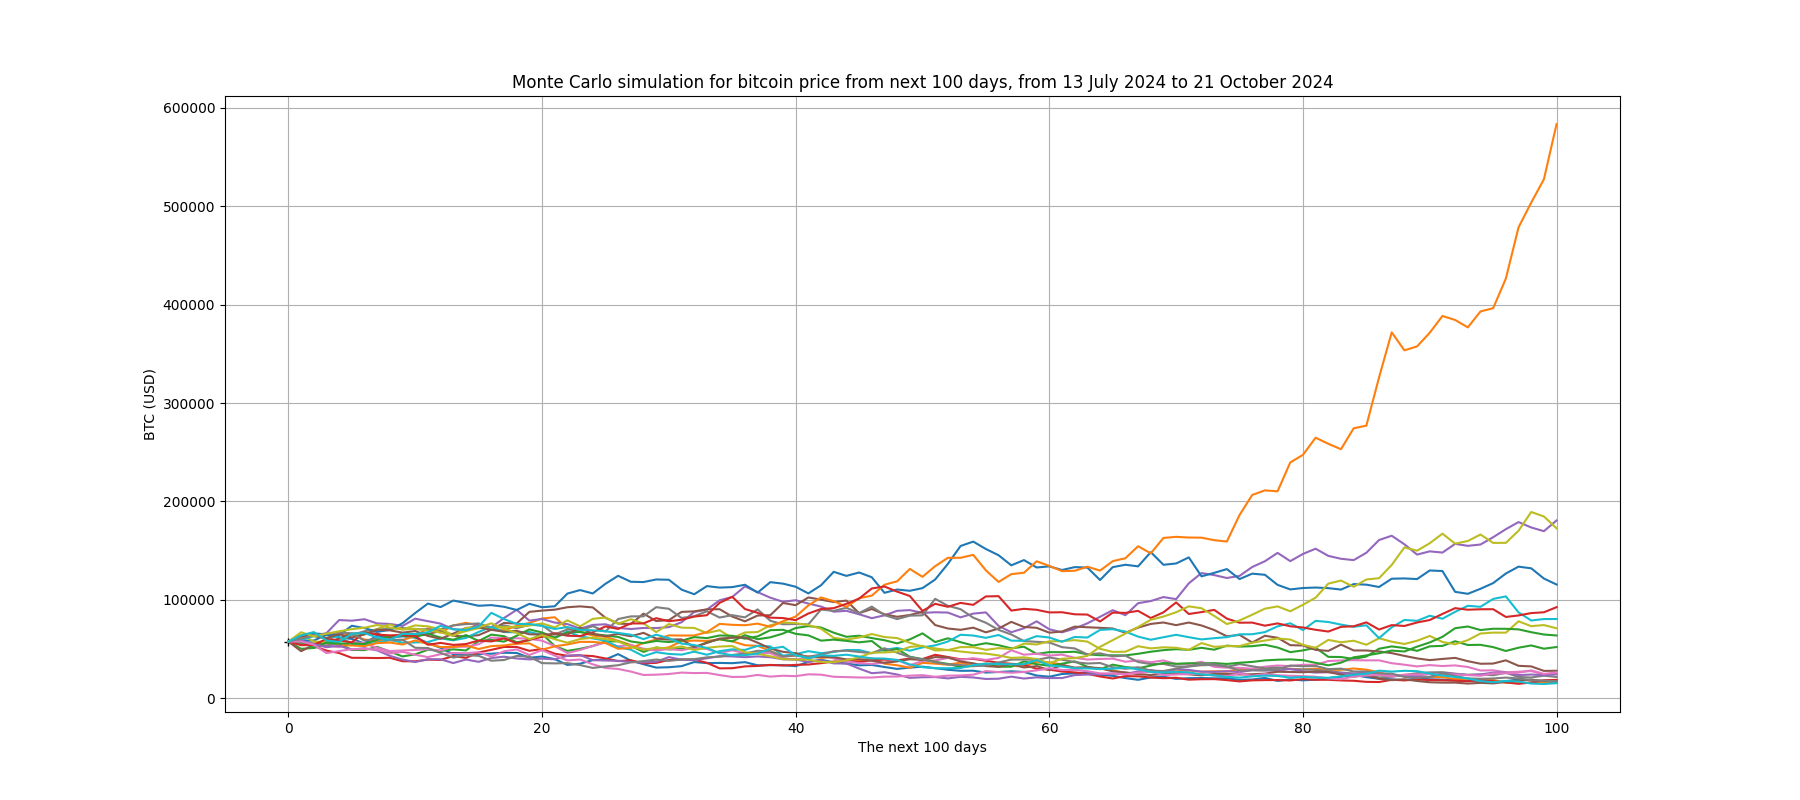 Monte Carlo simulation for bitcoin price from next 100 days, from 13 July 2024 to 21 October 2024
600000
500000
400000
300000
200000
100000
0
BTC (USD)
0 20 40 60 80 100
The next 100 days